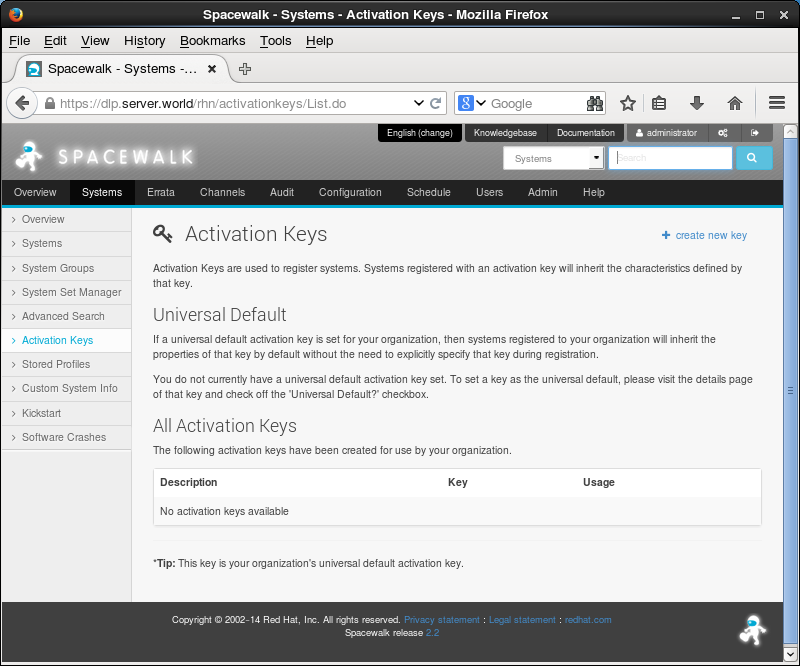 Spacewalk - Systems - Activation Keys - Mozilla Firefox
File Edit View History Bookmarks Tools Help
Spacewalk - Systems -...
https://dlp.server.world/rhn/activationkeys/List.do
Google
English (change) Knowledgebase Documentation administrator
SPACEWALK
Systems Search
Overview Systems Errata Channels Audit Configuration Schedule Users Admin Help
Overview
Systems
System Groups
System Set Manager
Advanced Search
Activation Keys
Stored Profiles
Custom System Info
Kickstart
Software Crashes
Activation Keys
create new key
Activation Keys are used to register systems. Systems registered with an activation key will inherit the characteristics defined by
that key.
Universal Default
If a universal default activation key is set for your organization, then systems registered to your organization will inherit the
properties of that key by default without the need to explicitly specify that key during registration.
You do not currently have a universal default activation key set. To set a key as the universal default, please visit the details page
of that key and check off the 'Universal Default?' checkbox.
All Activation Keys
The following activation keys have been created for use by your organization.
Description Key Usage
No activation keys available
*Tip: This key is your organization's universal default activation key.
Copyright © 2002-14 Red Hat, Inc. All rights reserved. Privacy statement : Legal statement : redhat.com
Spacewalk release 2.2